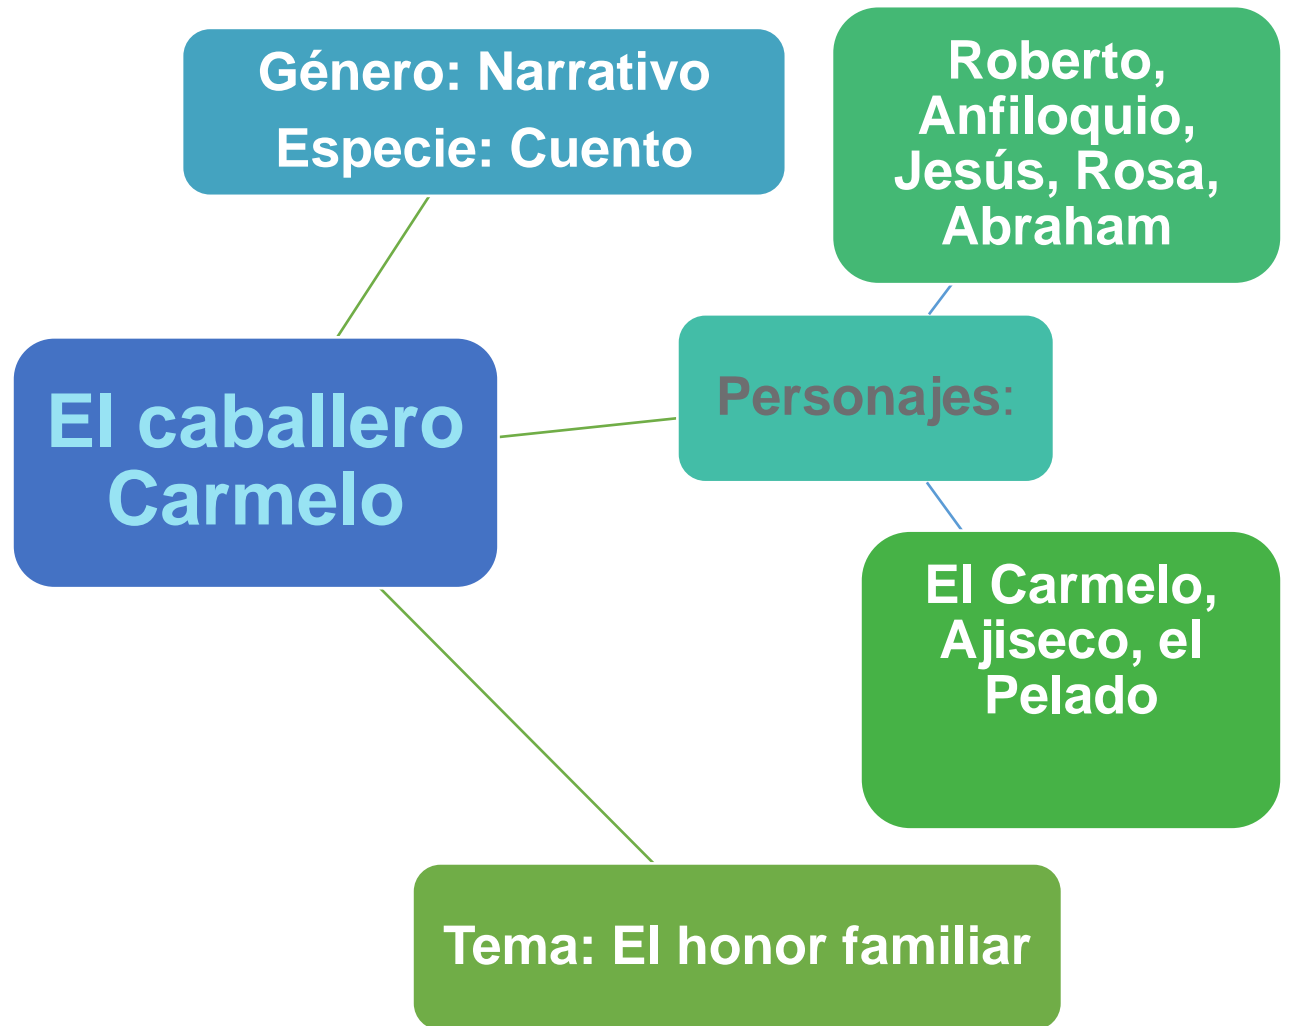 Género: Narrativo
Especie: Cuento
Roberto,
Anfiloquio,
Jesús, Rosa,
Abraham
El caballero
Carmelo
Personajes:
El Carmelo,
Ajiseco, el
Pelado
Tema: El honor familiar